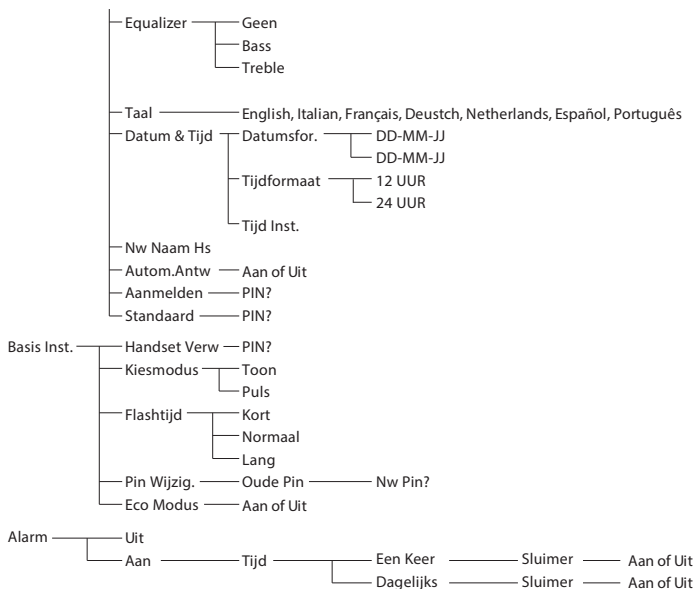 Equalizer Geen
Bass
Treble
Taal English, Italian, Français, Deustch, Netherlands, Español, Português
Datum & Tijd Datumsfor. DD-MM-JJ
DD-MM-JJ
Tijdformaat 12 UUR
24 UUR
Tijd Inst.
Nw Naam Hs
Autom.Antw Aan of Uit
Aanmelden PIN?
Standaard PIN?
Basis Inst. Handset Verw PIN?
Kiesmodus Toon
Puls
Flashtijd Kort
Normaal
Lang
Pin Wijzig. Oude Pin Nw Pin?
Eco Modus Aan of Uit
Alarm Uit
Aan Tijd Een Keer Sluimer Aan of Uit
Dagelijks Sluimer Aan of Uit